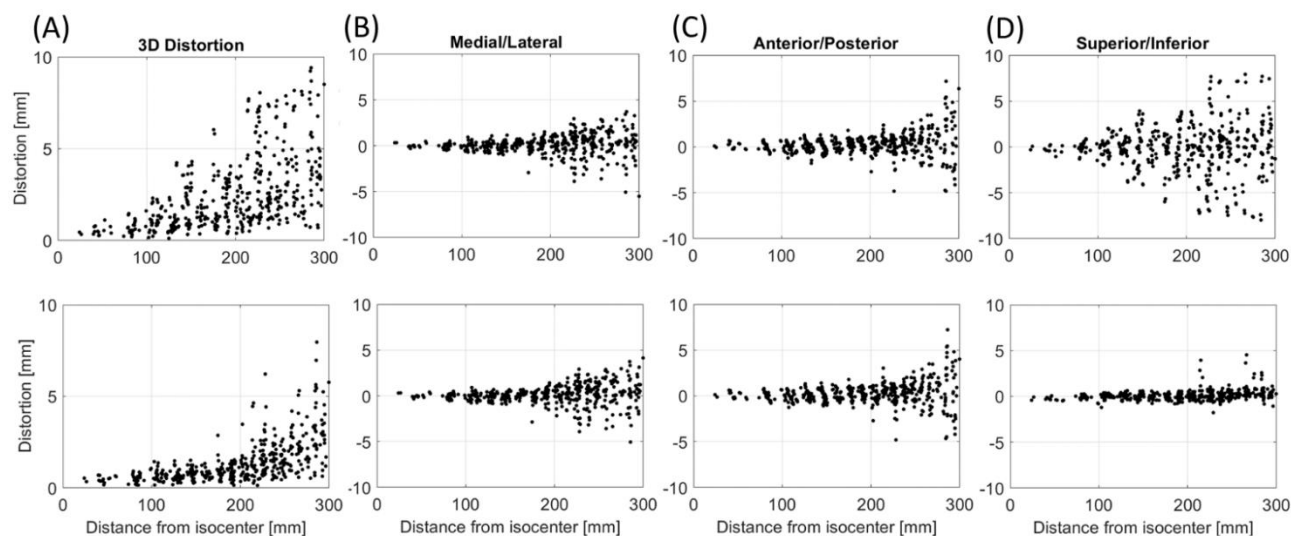 (A) (B) (C) (D)
3D Distortion Medial/Lateral Anterior/Posterior Superior/Inferior
Distortion [mm]
10
5
0
0 100 200 300
10
5
0
-5
-10
0 100 200 300
10
5
0
-5
-10
0 100 200 300
10
5
0
-5
-10
0 100 200 300
Distortion [mm]
10
5
0
0 100 200 300
Distance from isocenter [mm]
10
5
0
-5
-10
0 100 200 300
Distance from isocenter [mm]
10
5
0
-5
-10
0 100 200 300
Distance from isocenter [mm]
10
5
0
-5
-10
0 100 200 300
Distance from isocenter [mm]